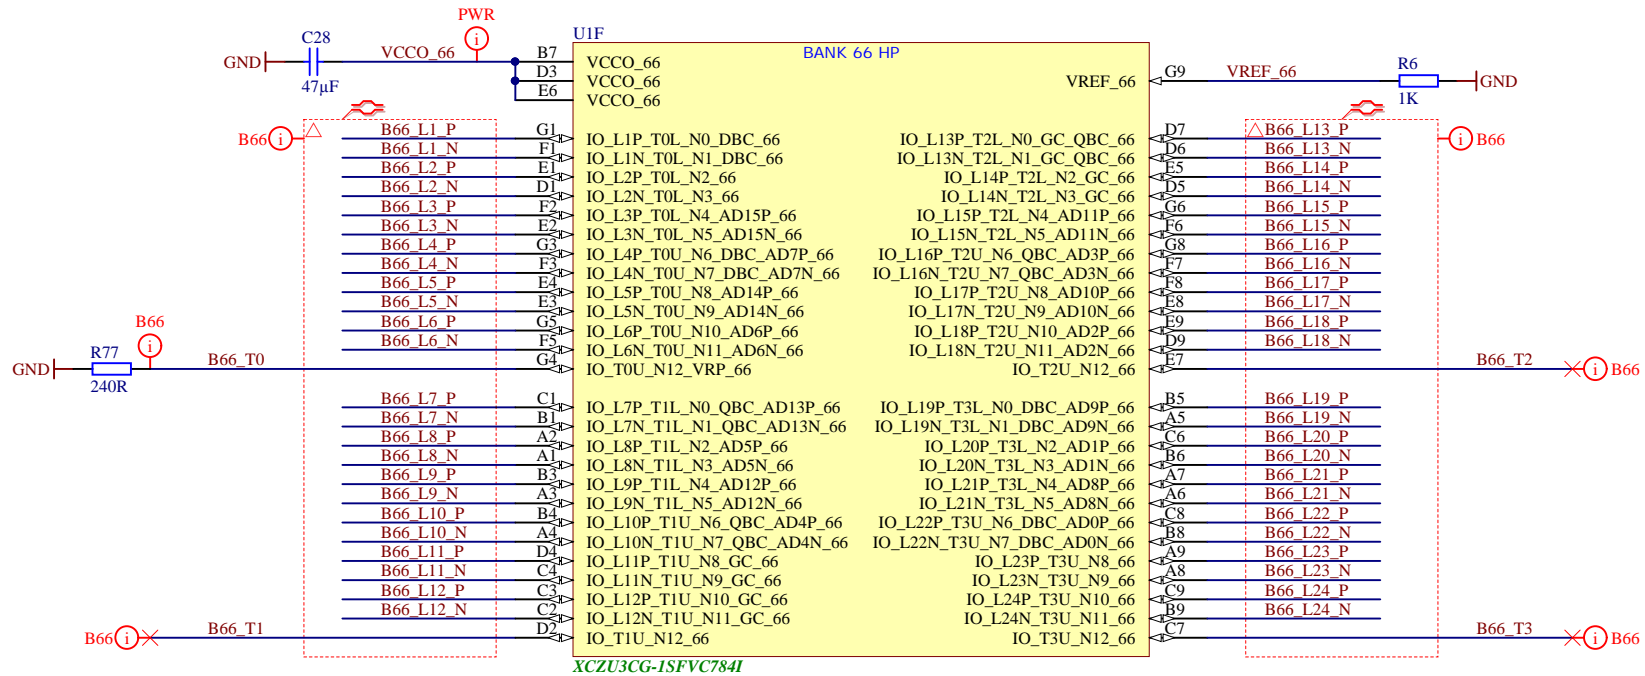 PWR
i
C28
GND
47µF
VCCO_66
U1F
BANK 66 HP
B7 VCCO_66
D3 VCCO_66
E6 VCCO_66
VREF_66 G9 VREF_66
R6
1K
GND
B66 i
i B66
B66_L1_P G1 IO_L1P_T0L_N0_DBC_66 IO_L13P_T2L_N0_GC_QBC_66 D7 B66_L13_P
B66_L1_N F1 IO_L1N_T0L_N1_DBC_66 IO_L13N_T2L_N1_GC_QBC_66 D6 B66_L13_N
B66_L2_P E1 IO_L2P_T0L_N2_66 IO_L14P_T2L_N2_GC_66 E5 B66_L14_P
B66_L2_N D1 IO_L2N_T0L_N3_66 IO_L14N_T2L_N3_GC_66 D5 B66_L14_N
B66_L3_P F2 IO_L3P_T0L_N4_AD15P_66 IO_L15P_T2L_N4_AD11P_66 G6 B66_L15_P
B66_L3_N E2 IO_L3N_T0L_N5_AD15N_66 IO_L15N_T2L_N5_AD11N_66 F6 B66_L15_N
B66_L4_P G3 IO_L4P_T0U_N6_DBC_AD7P_66 IO_L16P_T2U_N6_QBC_AD3P_66 G8 B66_L16_P
B66_L4_N F3 IO_L4N_T0U_N7_DBC_AD7N_66 IO_L16N_T2U_N7_QBC_AD3N_66 F7 B66_L16_N
B66_L5_P E4 IO_L5P_T0U_N8_AD14P_66 IO_L17P_T2U_N8_AD10P_66 F8 B66_L17_P
B66_L5_N E3 IO_L5N_T0U_N9_AD14N_66 IO_L17N_T2U_N9_AD10N_66 E8 B66_L17_N
B66_L6_P G5 IO_L6P_T0U_N10_AD6P_66 IO_L18P_T2U_N10_AD2P_66 E9 B66_L18_P
B66_L6_N F5 IO_L6N_T0U_N11_AD6N_66 IO_L18N_T2U_N11_AD2N_66 D9 B66_L18_N
B66
i
R77
GND
240R
B66_T0 G4 IO_T0U_N12_VRP_66 IO_T2U_N12_66 E7 B66_T2 i B66
B66_L7_P C1 IO_L7P_T1L_N0_QBC_AD13P_66 IO_L19P_T3L_N0_DBC_AD9P_66 B5 B66_L19_P
B66_L7_N B1 IO_L7N_T1L_N1_QBC_AD13N_66 IO_L19N_T3L_N1_DBC_AD9N_66 A5 B66_L19_N
B66_L8_P A2 IO_L8P_T1L_N2_AD5P_66 IO_L20P_T3L_N2_AD1P_66 C6 B66_L20_P
B66_L8_N A1 IO_L8N_T1L_N3_AD5N_66 IO_L20N_T3L_N3_AD1N_66 B6 B66_L20_N
B66_L9_P B3 IO_L9P_T1L_N4_AD12P_66 IO_L21P_T3L_N4_AD8P_66 A7 B66_L21_P
B66_L9_N A3 IO_L9N_T1L_N5_AD12N_66 IO_L21N_T3L_N5_AD8N_66 A6 B66_L21_N
B66_L10_P B4 IO_L10P_T1U_N6_QBC_AD4P_66 IO_L22P_T3U_N6_DBC_AD0P_66 C8 B66_L22_P
B66_L10_N A4 IO_L10N_T1U_N7_QBC_AD4N_66 IO_L22N_T3U_N7_DBC_AD0N_66 B8 B66_L22_N
B66_L11_P D4 IO_L11P_T1U_N8_GC_66 IO_L23P_T3U_N8_66 A9 B66_L23_P
B66_L11_N C4 IO_L11N_T1U_N9_GC_66 IO_L23N_T3U_N9_66 A8 B66_L23_N
B66_L12_P C3 IO_L12P_T1U_N10_GC_66 IO_L24P_T3U_N10_66 C9 B66_L24_P
B66_L12_N C2 IO_L12N_T1U_N11_GC_66 IO_L24N_T3U_N11_66 B9 B66_L24_N
B66 i B66_T1 D2 IO_T1U_N12_66 IO_T3U_N12_66 C7 B66_T3 i B66
XCZU3CG-1SFVC784I